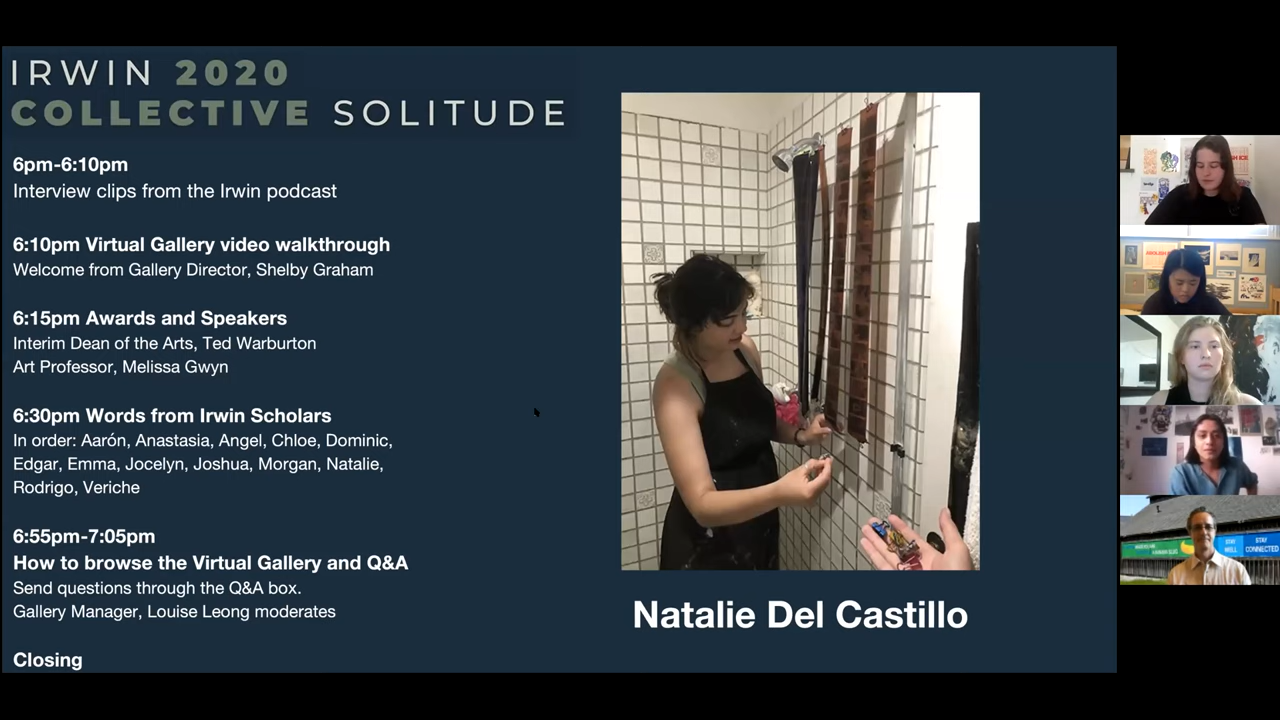 IRWIN 2020
COLLECTIVE SOLITUDE
6pm-6:10pm
Interview clips from the Irwin podcast
6:10pm Virtual Gallery video walkthrough
Welcome from Gallery Director, Shelby Graham
6:15pm Awards and Speakers
Interim Dean of the Arts, Ted Warburton
Art Professor, Melissa Gwyn
6:30pm Words from Irwin Scholars
In order: Aarón, Anastasia, Angel, Chloe, Dominic,
Edgar, Emma, Jocelyn, Joshua, Morgan, Natalie,
Rodrigo, Veriche
6:55pm-7:05pm
How to browse the Virtual Gallery and Q&A
Send questions through the Q&A box.
Gallery Manager, Louise Leong moderates
Closing
Natalie Del Castillo
STAY
WELL
STAY
CONNECTED